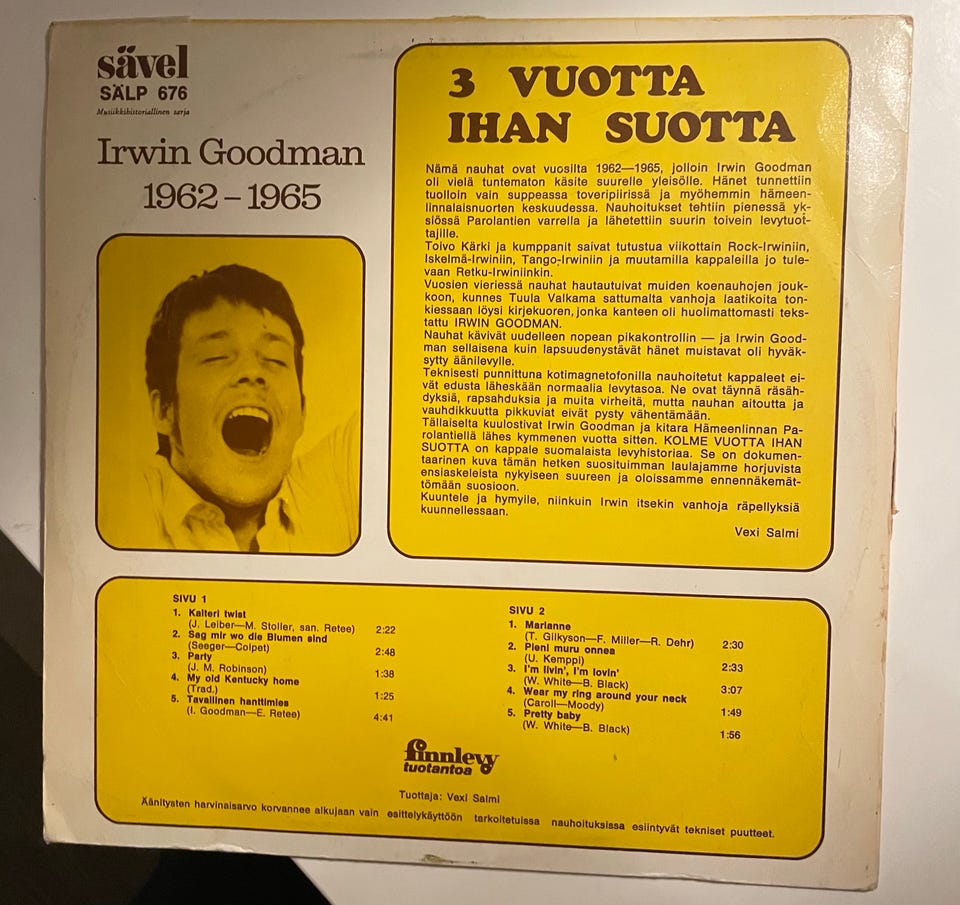 sävel
SÄLP 676
Musiikkihistoriallinen sarja
Irwin Goodman
1962–1965
3 VUOTTA
IHAN SUOTTA
Nämä nauhat ovat vuosilta 1962—1965, jolloin Irwin Goodman
oli vielä tuntematon käsite suurelle yleisölle. Hänet tunnettiin
tuolloin vain suppeassa toveripiirissä ja myöhemmin hämeen-
linnalaisnuorten keskuudessa. Nauhoitukset tehtiin pienessä yk-
siössä Parolantien varrella ja lähetettiin suurin toivein levytuot-
tajille.
Toivo Kärki ja kumppanit saivat tutustua viikottain Rock-Irwiniin,
Iskelmä-Irwiniin, Tango-Irwiniin ja muutamilla kappaleilla jo tule-
vaan Retku-Irwiniinkin.
Vuosien vieriessä nauhat hautautuivat muiden koenauhojen jouk-
koon, kunnes Tuula Valkama sattumalta vanhoja laatikoita ton-
kiessaan löysi kirjekuoren, jonka kanteen oli huolimattomasti teks-
tattu IRWIN GOODMAN.
Nauhat kävivät uudelleen nopean pikakontrollin — ja Irwin Good-
man sellaisena kuin lapsuudenystävät hänet muistavat oli hyväk-
sytty äänilevylle.
Teknisesti punnittuna kotimagnetofonilla nauhoitetut kappaleet ei-
vät edusta läheskään normaalia levytasoa. Ne ovat täynnä räsäh-
dyksiä, rapsahduksia ja muita virheitä, mutta nauhan aitoutta ja
vauhdikkuutta pikkuviat eivät pysty vähentämään.
Tällaiselta kuulostivat Irwin Goodman ja kitara Hämeenlinnan Pa-
rolantiellä lähes kymmenen vuotta sitten. KOLME VUOTTA IHAN
SUOTTA on kappale suomalaista levyhistoriaa. Se on dokumen-
taarinen kuva tämän hetken suosituimman laulajamme horjuvista
ensiaskeleista nykyiseen suureen ja oloissamme ennennäkemät-
tömään suosioon.
Kuuntele ja hymyile, niinkuin Irwin itsekin vanhoja räpellyksiä
kuunnellessaan.
Vexi Salmi
SIVU 1
1. Kalteri twist
(J. Leiber—M. Stoller, san. Retee) 2:22
2. Sag mir wo die Blumen sind
(Seeger—Colpet) 2:48
3. Party
(J. M. Robinson) 1:38
4. My old Kentucky home
(Trad.) 1:25
5. Tavallinen hanttimies
(I. Goodman—E. Retee) 4:41
SIVU 2
1. Marianne
(T. Gilkyson—F. Miller—R. Dehr) 2:30
2. Pieni muru onnea
(U. Kemppi) 2:33
3. I'm livin', I'm lovin'
(W. White—B. Black) 3:07
4. Wear my ring around your neck
(Caroll—Moody) 1:49
5. Pretty baby
(W. White—B. Black) 1:56
finnlevy
tuotantoa
Tuottaja: Vexi Salmi
Äänitysten harvinaisarvo korvannee alkujaan vain esittelykäyttöön tarkoitetuissa nauhoituksissa esiintyvät tekniset puutteet.